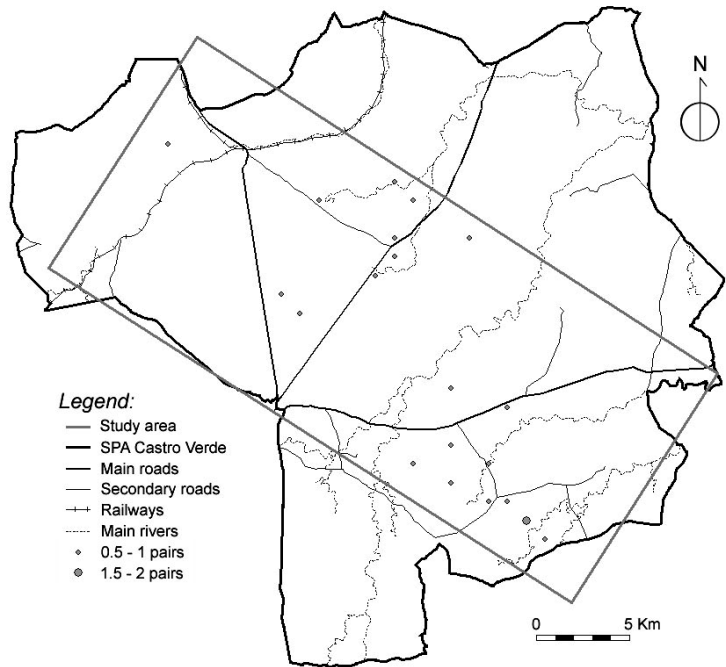 N
Legend:
Study area
SPA Castro Verde
Main roads
Secondary roads
Railways
Main rivers
0.5 - 1 pairs
1.5 - 2 pairs
0 5 Km